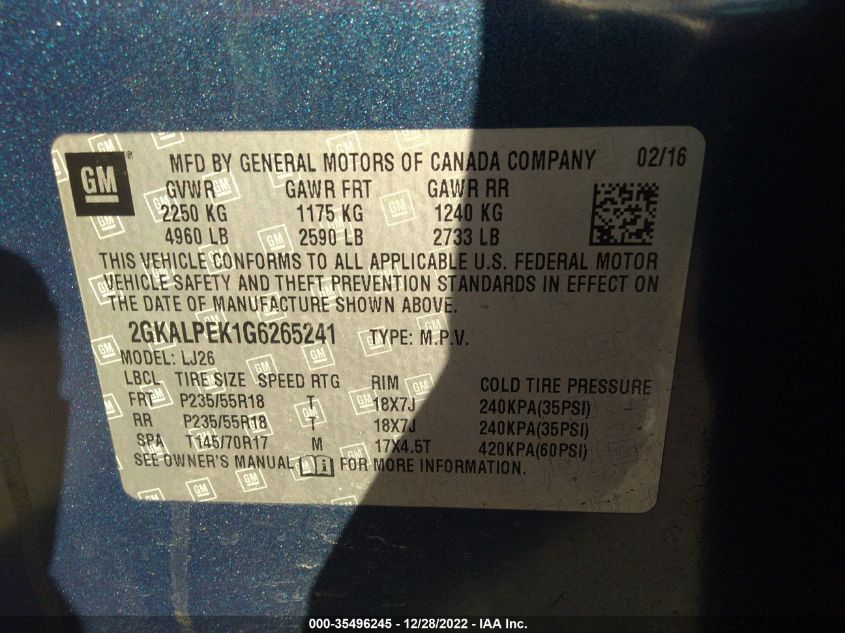 GM
MFD BY GENERAL MOTORS OF CANADA COMPANY 02/16
GVWR GAWR FRT GAWR RR
2250 KG 1175 KG 1240 KG
4960 LB 2590 LB 2733 LB
THIS VEHICLE CONFORMS TO ALL APPLICABLE U.S. FEDERAL MOTOR
VEHICLE SAFETY AND THEFT PREVENTION STANDARDS IN EFFECT ON
THE DATE OF MANUFACTURE SHOWN ABOVE.
2GKALPEK1G6265241 TYPE: M.P.V.
MODEL: LJ26
LBCL TIRE SIZE SPEED RTG RIM COLD TIRE PRESSURE
FRT P235/55R18 T 18X7J 240KPA(35PSI)
RR P235/55R18 T 18X7J 240KPA(35PSI)
SPA T145/70R17 M 17X4.5T 420KPA(60PSI)
SEE OWNER'S MANUAL FOR MORE INFORMATION.
000-35496245 - 12/28/2022 - IAA Inc.